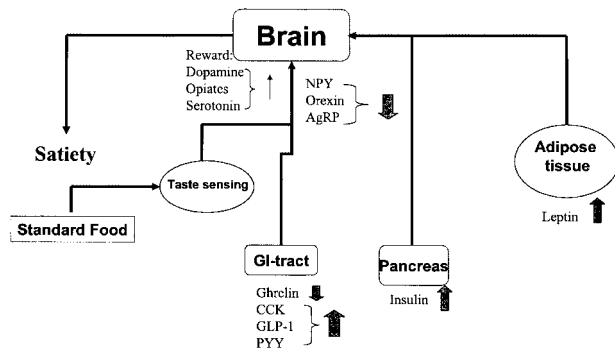 Brain
Reward:
Dopamine
Opiates
Serotonin
NPY
Orexin
AgRP
Satiety
Taste sensing
Standard Food
Adipose
tissue
Leptin
GI-tract
Ghrelin
CCK
GLP-1
PYY
Pancreas
Insulin